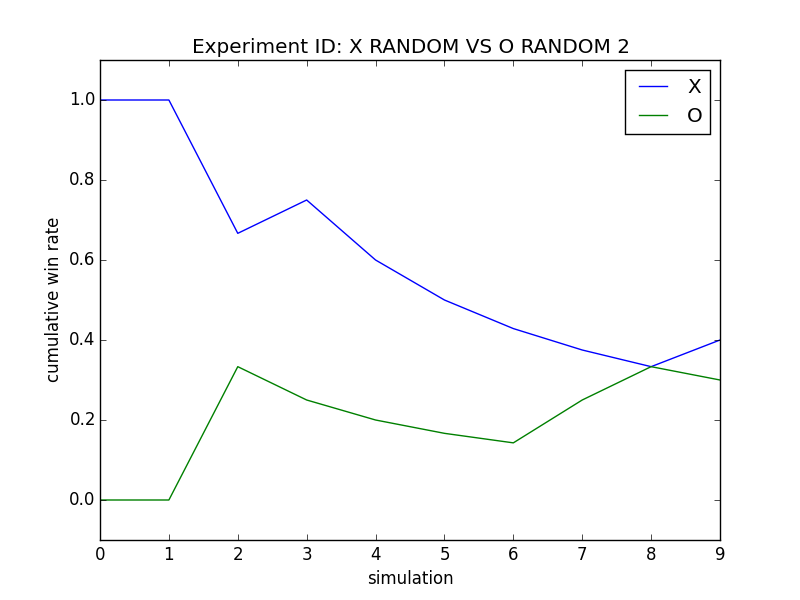 Experiment ID: X RANDOM VS O RANDOM 2
X
O
1.0
0.8
0.6
0.4
0.2
0.0
cumulative win rate
0 1 2 3 4 5 6 7 8 9
simulation